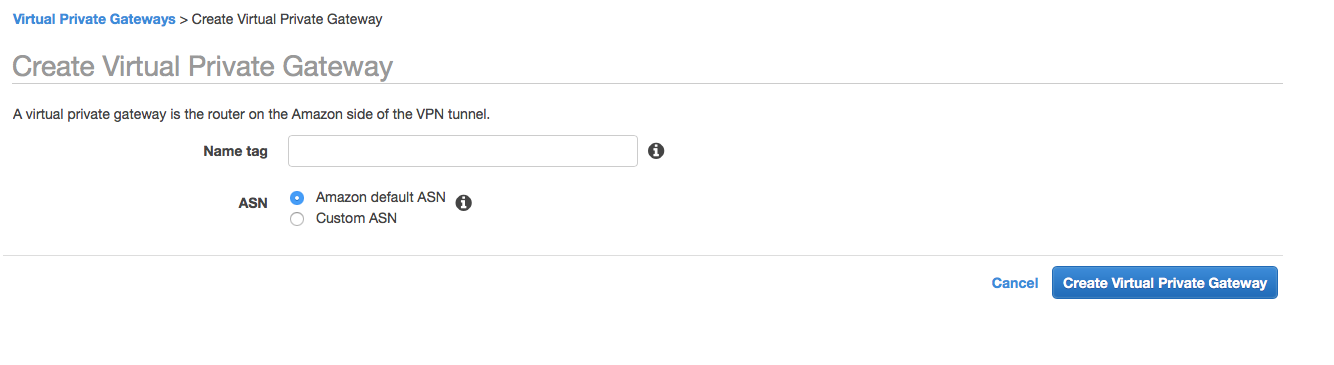 Virtual Private Gateways > Create Virtual Private Gateway
Create Virtual Private Gateway
A virtual private gateway is the router on the Amazon side of the VPN tunnel.
Name tag
ASN
Amazon default ASN
Custom ASN
Cancel
Create Virtual Private Gateway